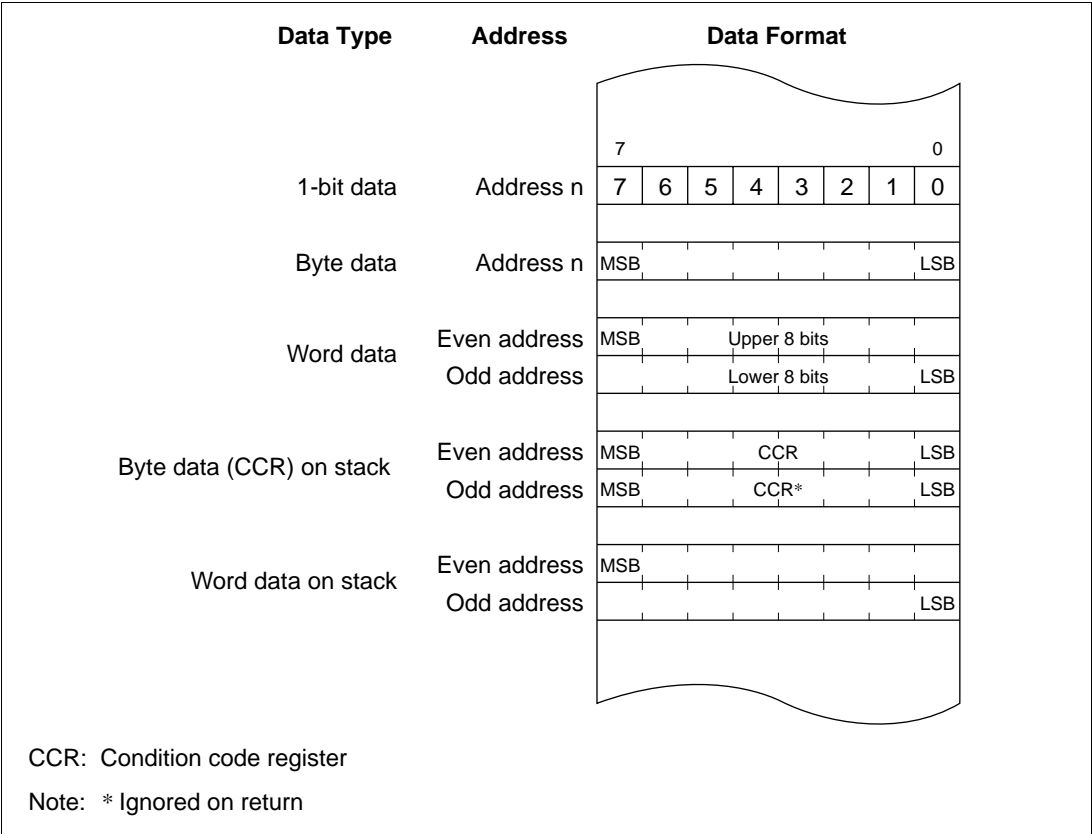 Data Type Address Data Format
7 0
1-bit data Address n 7 6 5 4 3 2 1 0
Byte data Address n MSB LSB
Word data Even address MSB Upper 8 bits
Odd address Lower 8 bits LSB
Byte data (CCR) on stack Even address MSB CCR LSB
Odd address MSB CCR* LSB
Word data on stack Even address MSB
Odd address LSB
CCR: Condition code register
Note: * Ignored on return